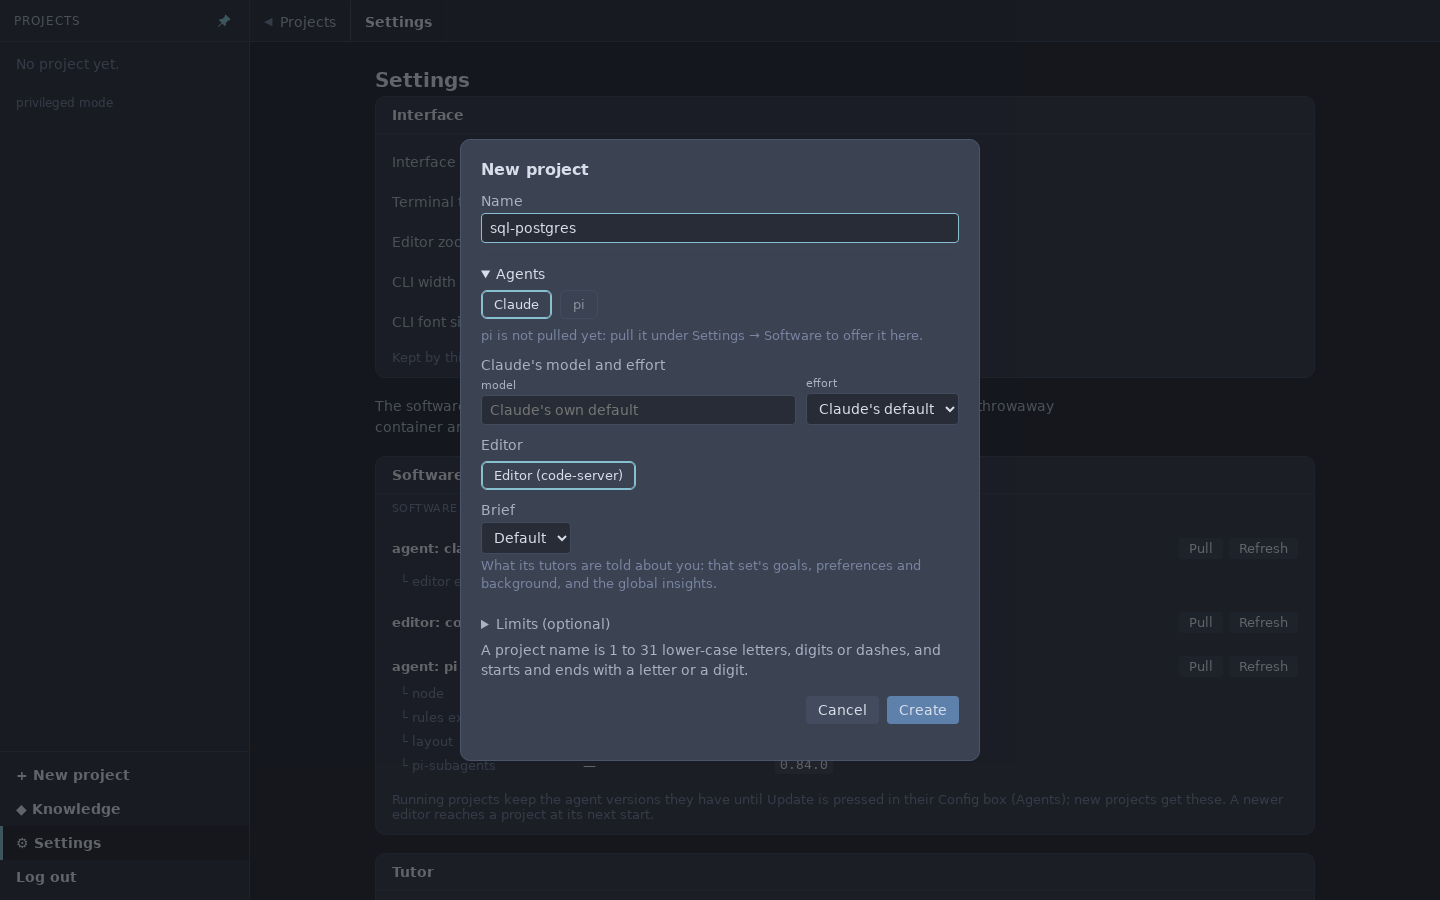 PROJECTS
No project yet.
privileged mode
+ New project
◆ Knowledge
⚙ Settings
Log out
◀ Projects
Settings
Settings
Interface
Interface
Terminal
Editor
CLI width
CLI font
Kept by
The software
throwaway
container
Software
SOFTWARE
agent:
Pull
Refresh
└ editor
editor:
Pull
Refresh
agent: pi
Pull
Refresh
└ node
└ rules
└ layout
└ pi-subagents
—
0.84.0
Running projects keep the agent versions they have until Update is pressed in their Config box (Agents); new projects get these. A newer
editor reaches a project at its next start.
Tutor
New project
Name
sql-postgres
▼ Agents
Claude
pi
pi is not pulled yet: pull it under Settings → Software to offer it here.
Claude's model and effort
model
effort
Claude's own default
Claude's default
Editor
Editor (code-server)
Brief
Default
What its tutors are told about you: that set's goals, preferences and
background, and the global insights.
▶ Limits (optional)
A project name is 1 to 31 lower-case letters, digits or dashes, and
starts and ends with a letter or a digit.
Cancel
Create